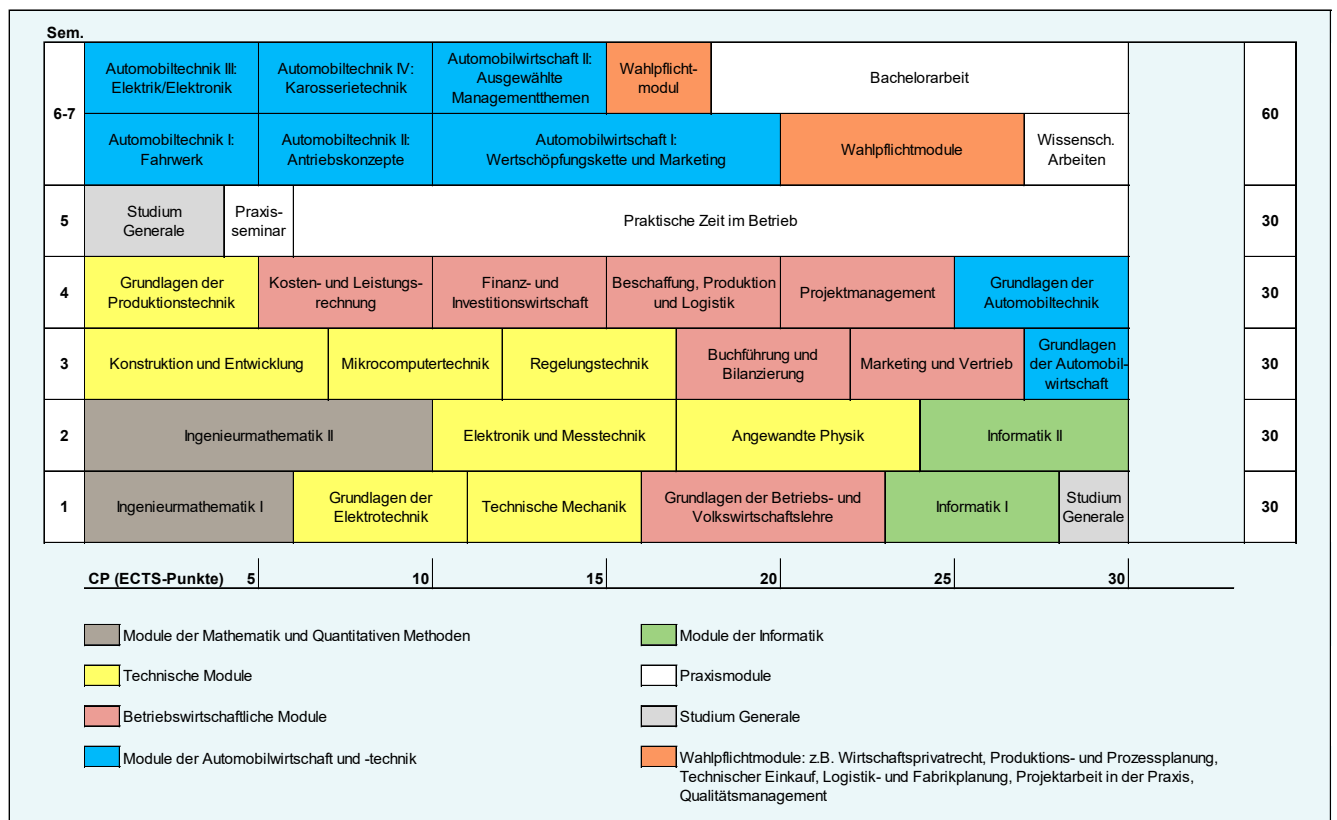 Sem.
Automobiltechnik III:
Elektrik/Elektronik
Automobiltechnik IV:
Karosserietechnik
Automobilwirtschaft II:
Ausgewählte
Managementthemen
Wahlpflicht-
modul
Bachelorarbeit
6-7
60
Automobiltechnik I:
Fahrwerk
Automobiltechnik II:
Antriebskonzepte
Automobilwirtschaft I:
Wertschöpfungskette und Marketing
Wahlpflichtmodule
Wissensch.
Arbeiten
5
Studium
Generale
Praxis-
seminar
Praktische Zeit im Betrieb
30
4
Grundlagen der
Produktionstechnik
Kosten- und Leistungs-
rechnung
Finanz- und
Investitionswirtschaft
Beschaffung, Produktion
und Logistik
Projektmanagement
Grundlagen der
Automobiltechnik
30
3
Konstruktion und Entwicklung
Mikrocomputertechnik
Regelungstechnik
Buchführung und
Bilanzierung
Marketing und Vertrieb
Grundlagen
der Automobil-
wirtschaft
30
2
Ingenieurmathematik II
Elektronik und Messtechnik
Angewandte Physik
Informatik II
30
1
Ingenieurmathematik I
Grundlagen der
Elektrotechnik
Technische Mechanik
Grundlagen der Betriebs- und
Volkswirtschaftslehre
Informatik I
Studium
Generale
30
CP (ECTS-Punkte) 5 10 15 20 25 30
Module der Mathematik und Quantitativen Methoden
Module der Informatik
Technische Module
Praxismodule
Betriebswirtschaftliche Module
Studium Generale
Module der Automobilwirtschaft und -technik
Wahlpflichtmodule: z.B. Wirtschaftsprivatrecht, Produktions- und Prozessplanung,
Technischer Einkauf, Logistik- und Fabrikplanung, Projektarbeit in der Praxis,
Qualitätsmanagement